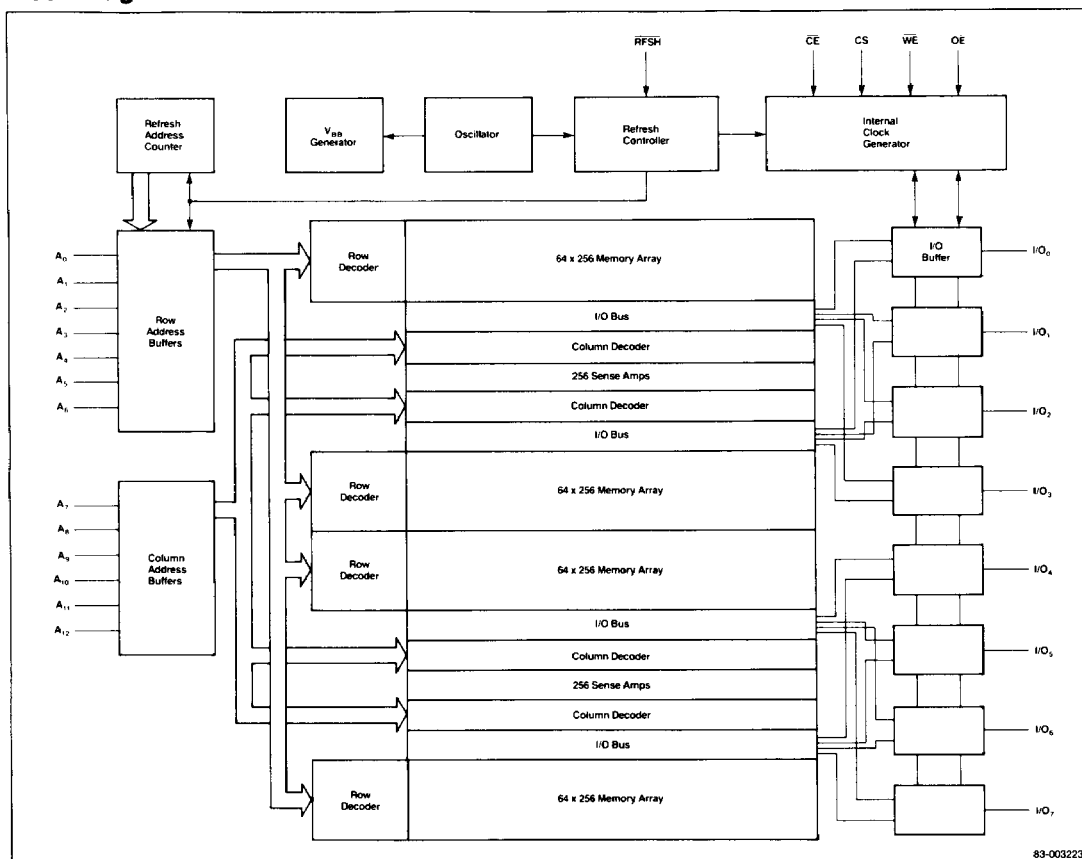 RFSH CE CS WE OE
Refresh
Address
Counter
VBB
Generator
Oscillator
Refresh
Controller
Internal
Clock
Generator
A0
A1
A2
A3
A4
A5
A6
Row
Address
Buffers
Row
Decoder
64 x 256 Memory Array
I/O Bus
Column Decoder
256 Sense Amps
Column Decoder
I/O Bus
Row
Decoder
64 x 256 Memory Array
Row
Decoder
64 x 256 Memory Array
I/O Bus
Column Decoder
256 Sense Amps
Column Decoder
I/O Bus
Row
Decoder
64 x 256 Memory Array
A7
A8
A9
A10
A11
A12
Column
Address
Buffers
I/O
Buffer
I/O0
I/O1
I/O2
I/O3
I/O4
I/O5
I/O6
I/O7
83-003223